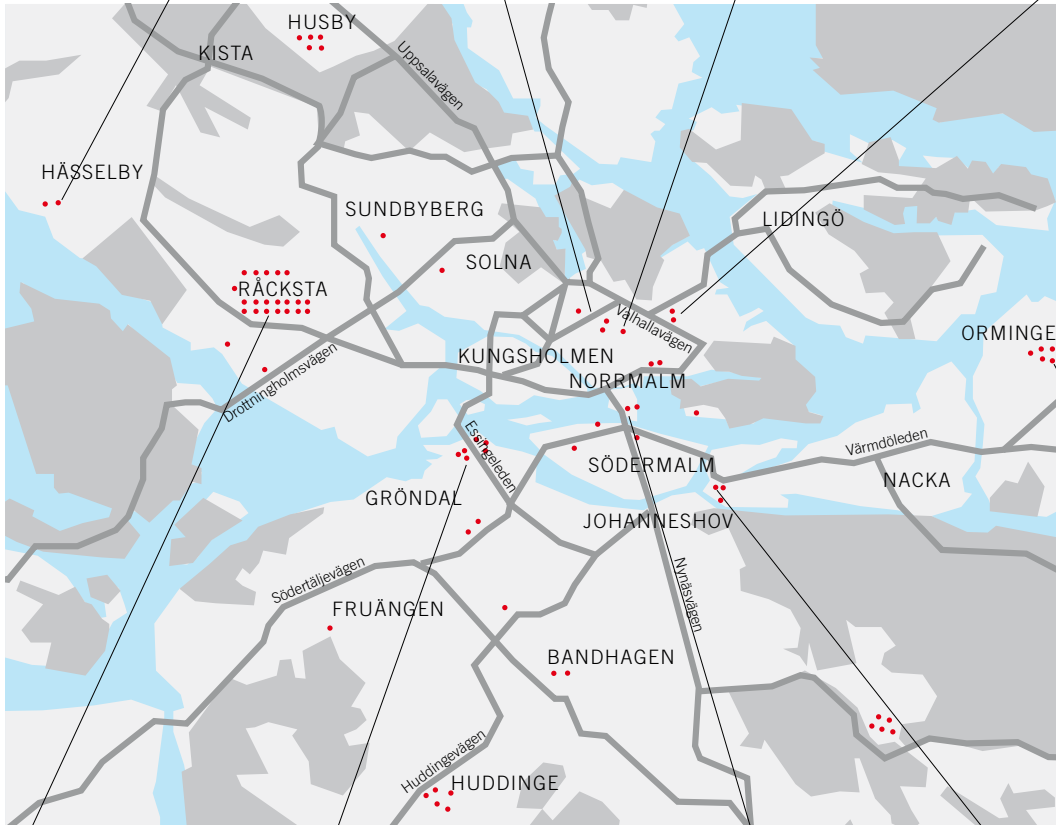 HUSBY
KISTA
Uppsalavägen
HÄSSELBY
SUNDBYBERG
LIDINGÖ
SOLNA
RÅCKSTA
Valhallavägen
ORMINGE
KUNGSHOLMEN
NORRMALM
Drottningholmsvägen
Essingeleden
Värmdöleden
SÖDERMALM
NACKA
GRÖNDAL
JOHANNESHOV
Södertäljevägen
Nynäsvägen
FRUÄNGEN
BANDHAGEN
Huddingevägen
HUDDINGE